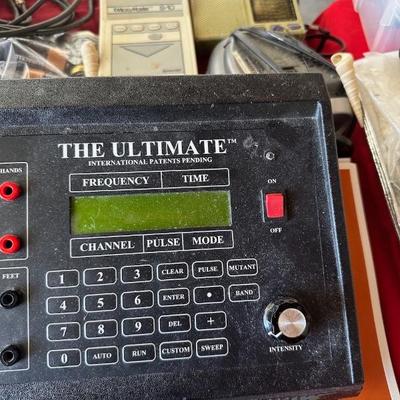 THE ULTIMATE™
INTERNATIONAL PATENTS PENDING
FREQUENCY TIME
HANDS
ON
OFF
CHANNEL PULSE MODE
FEET
1 2 3 CLEAR PULSE MUTANT
4 5 6 ENTER • BAND
7 8 9 DEL +
0 AUTO RUN CUSTOM SWEEP
INTENSITY